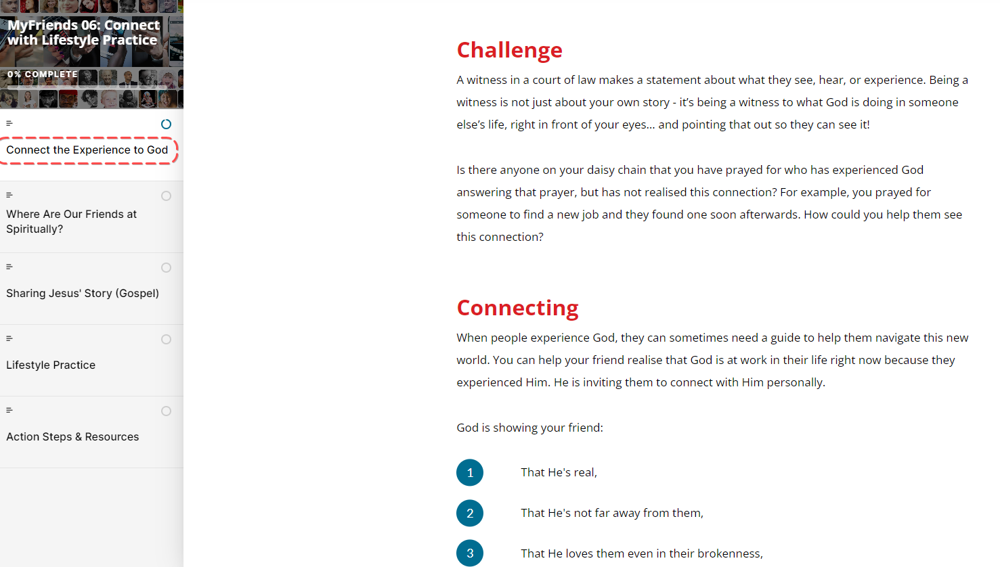 MyFriends 06: Connect
with Lifestyle Practice
0% COMPLETE
Connect the Experience to God
Where Are Our Friends at
Spiritually?
Sharing Jesus' Story (Gospel)
Lifestyle Practice
Action Steps & Resources
Challenge
A witness in a court of law makes a statement about what they see, hear, or experience. Being a
witness is not just about your own story - it’s being a witness to what God is doing in someone
else’s life, right in front of your eyes... and pointing that out so they can see it!
Is there anyone on your daisy chain that you have prayed for who has experienced God
answering that prayer, but has not realised this connection? For example, you prayed for
someone to find a new job and they found one soon afterwards. How could you help them see
this connection?
Connecting
When people experience God, they can sometimes need a guide to help them navigate this new
world. You can help your friend realise that God is at work in their life right now because they
experienced Him. He is inviting them to connect with Him personally.
God is showing your friend:
1 That He's real,
2 That He's not far away from them,
3 That He loves them even in their brokenness,